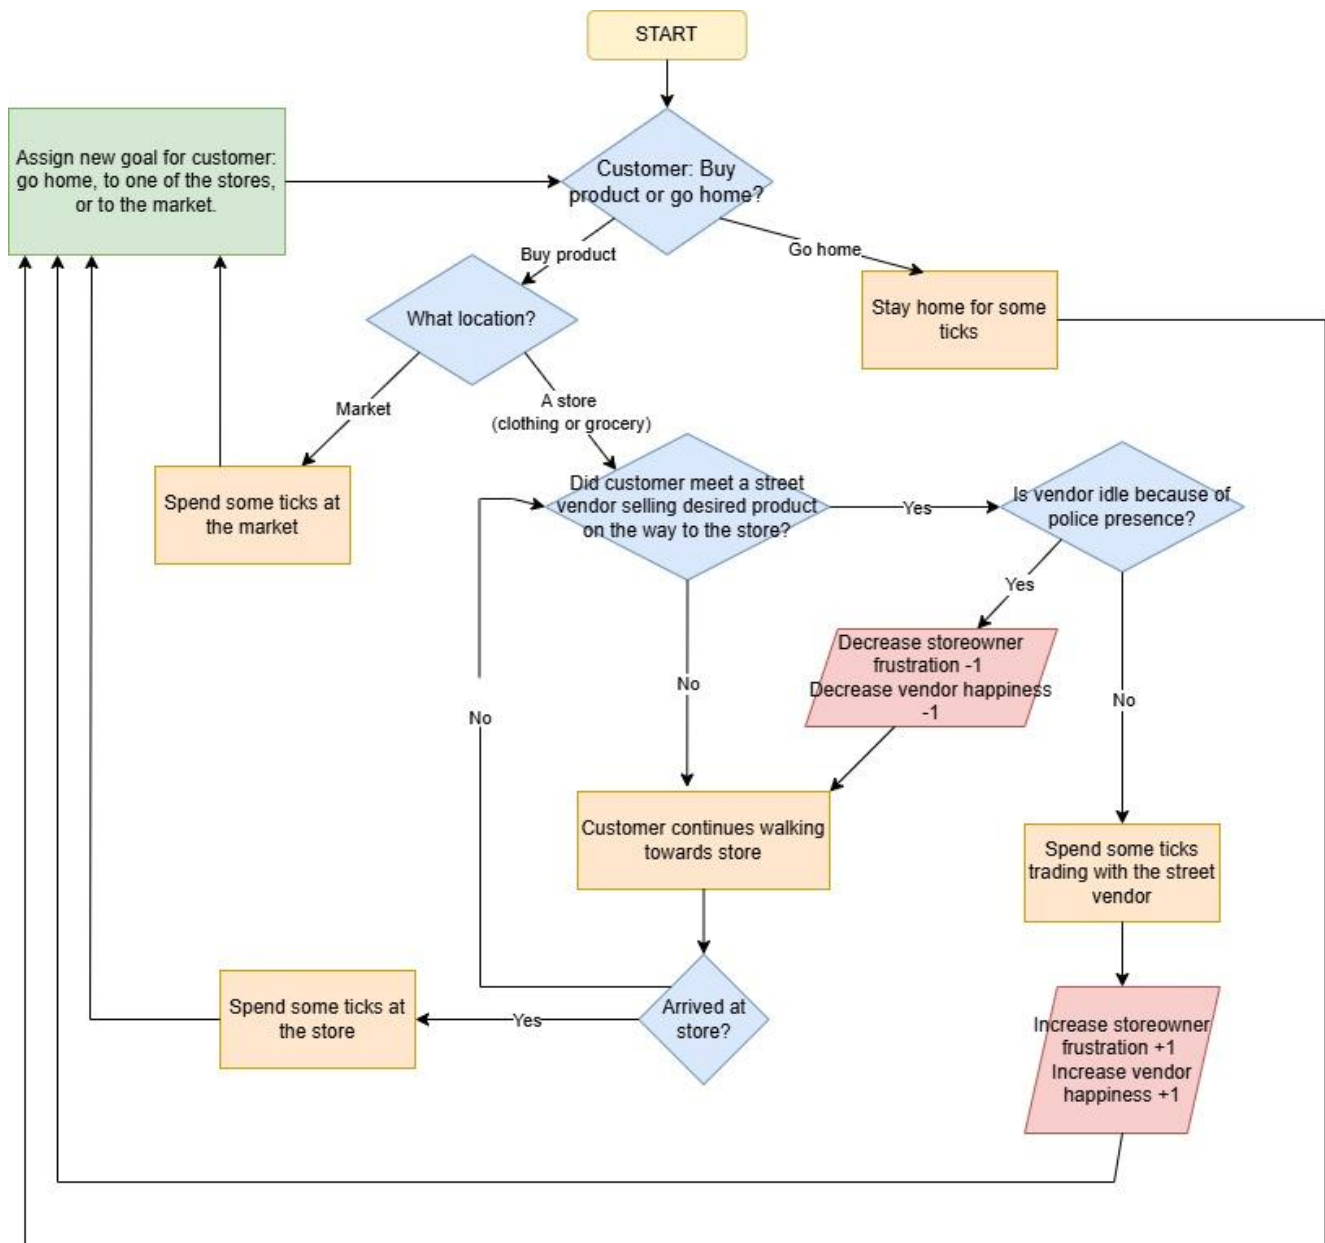 START
Assign new goal for customer:
go home, to one of the stores,
or to the market.
Customer: Buy
product or go home?
Buy product
Go home
What location?
Stay home for some
ticks
Market
A store
(clothing or grocery)
Spend some ticks at
the market
Did customer meet a street
vendor selling desired product
on the way to the store?
Yes
Is vendor idle because of
police presence?
Yes
Decrease storeowner
frustration -1
Decrease vendor happiness
-1
No
No
No
Customer continues walking
towards store
Spend some ticks
trading with the street
vendor
Spend some ticks at
the store
Yes
Arrived at
store?
Increase storeowner
frustration +1
Increase vendor
happiness +1